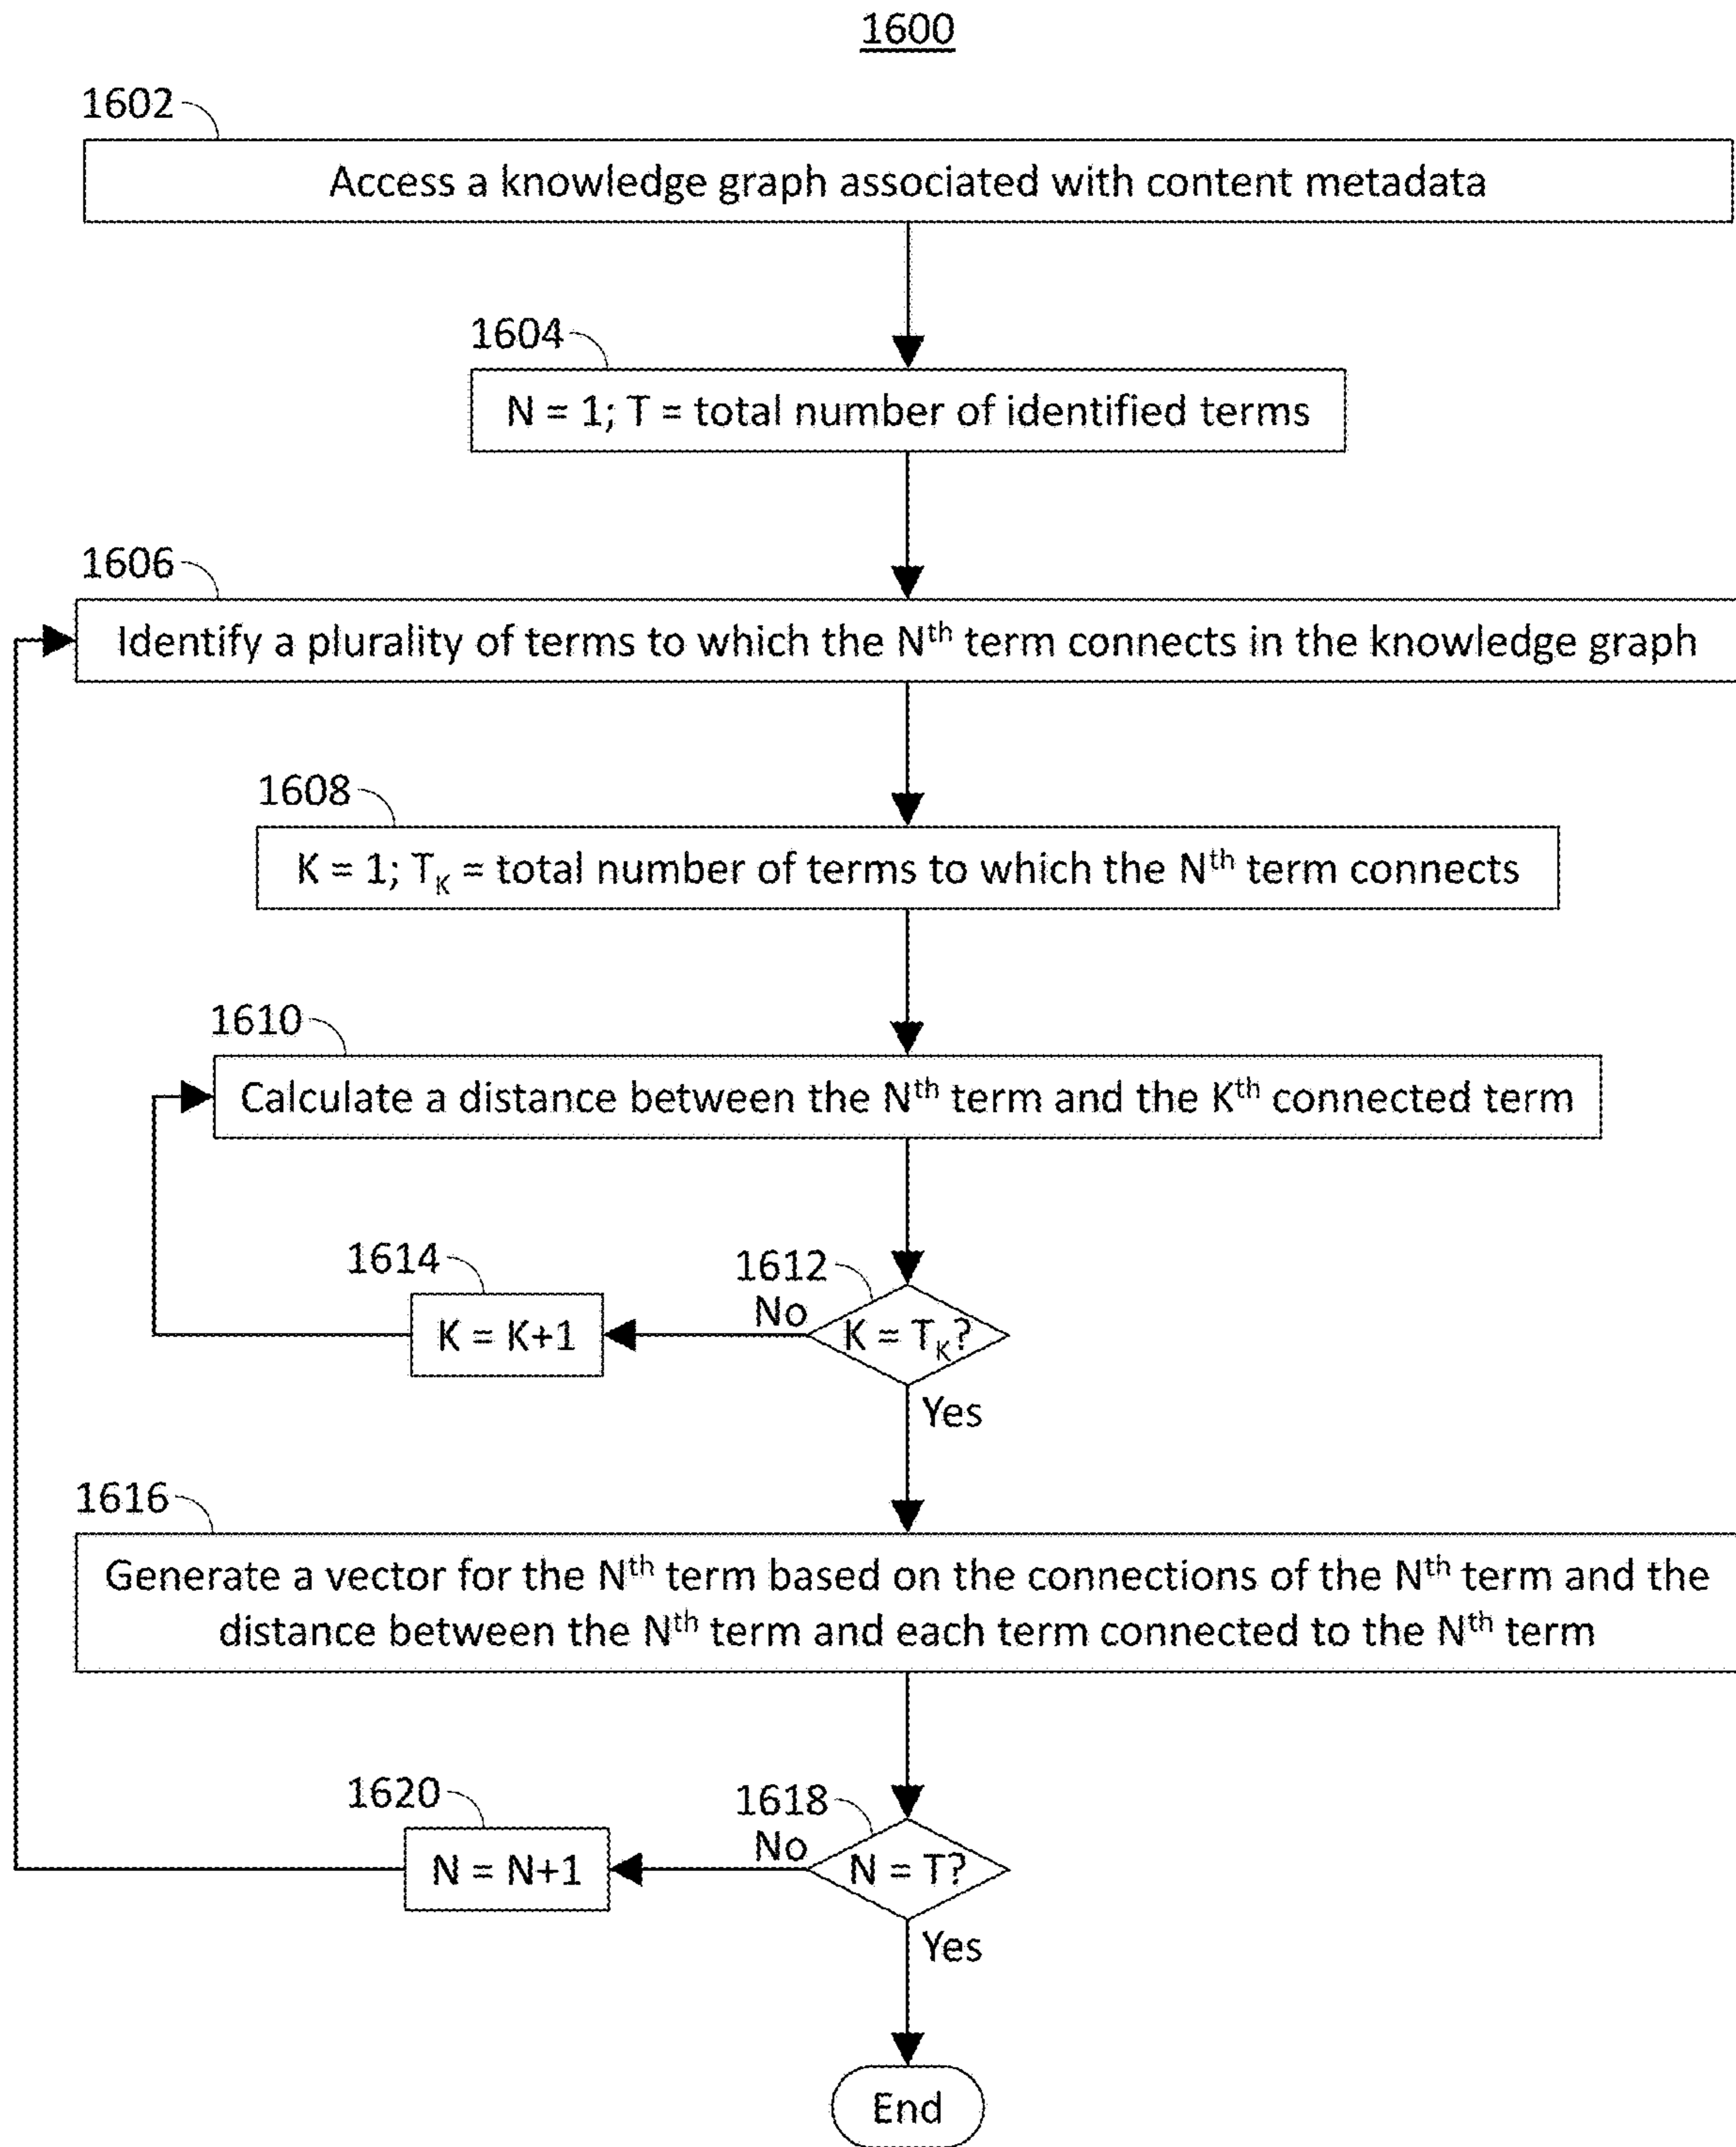 1600
1602
Access a knowledge graph associated with content metadata
1604
N = 1; T = total number of identified terms
1606
Identify a plurality of terms to which the Nth term connects in the knowledge graph
1608
K = 1; TK = total number of terms to which the Nth term connects
1610
Calculate a distance between the Nth term and the Kth connected term
1614
1612
No
K = K+1
K = TK?
Yes
1616
Generate a vector for the Nth term based on the connections of the Nth term and the
distance between the Nth term and each term connected to the Nth term
1620
1618
No
N = N+1
N = T?
Yes
End